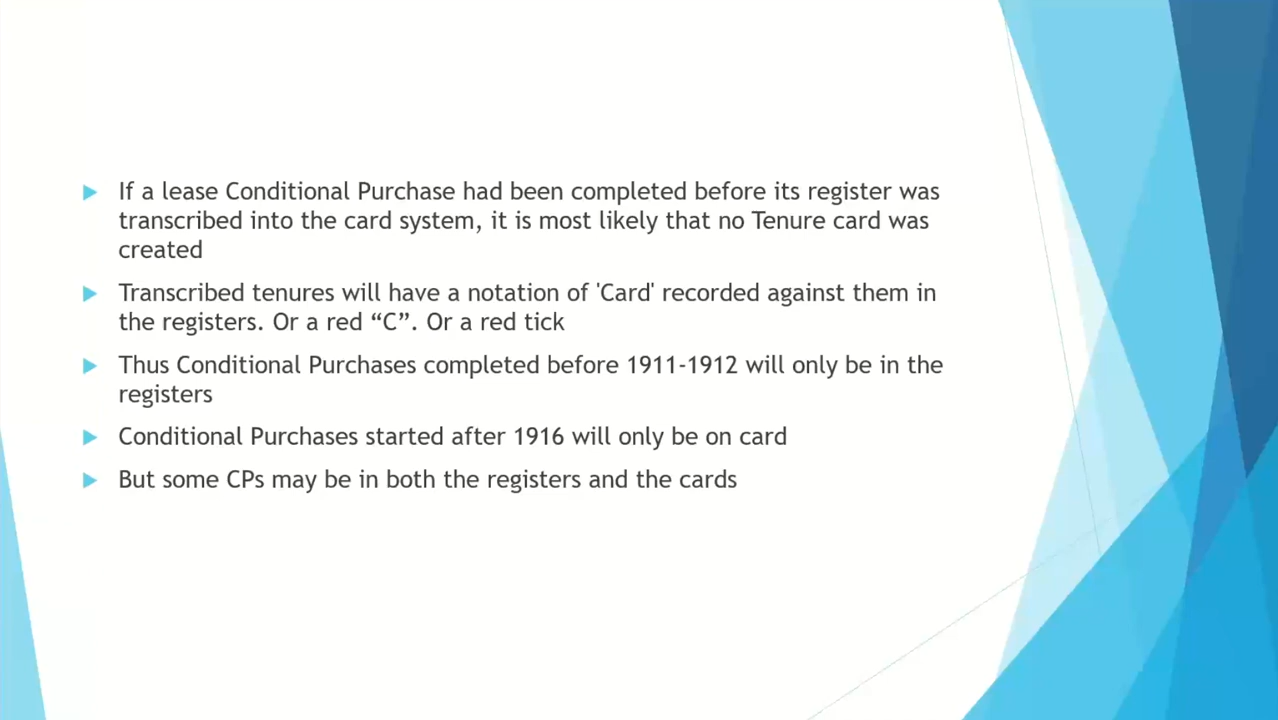 If a lease Conditional Purchase had been completed before its register was
transcribed into the card system, it is most likely that no Tenure card was
created
Transcribed tenures will have a notation of 'Card' recorded against them in
the registers. Or a red “C”. Or a red tick
Thus Conditional Purchases completed before 1911-1912 will only be in the
registers
Conditional Purchases started after 1916 will only be on card
But some CPs may be in both the registers and the cards